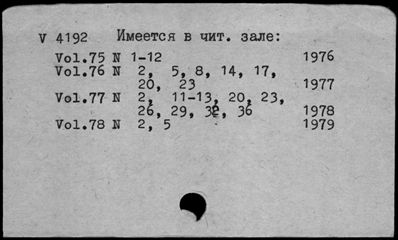 V 4192 Имеется в чит. зале:
Vol.75 N 1-12 1976
Vol.76 N 2, 5, 8, 14, 17,
20, 23 1977
Vol.77 N 2, 11-13, 20, 23,
26, 29, 32, 36 1978
Vol.78 N 2, 5 1979